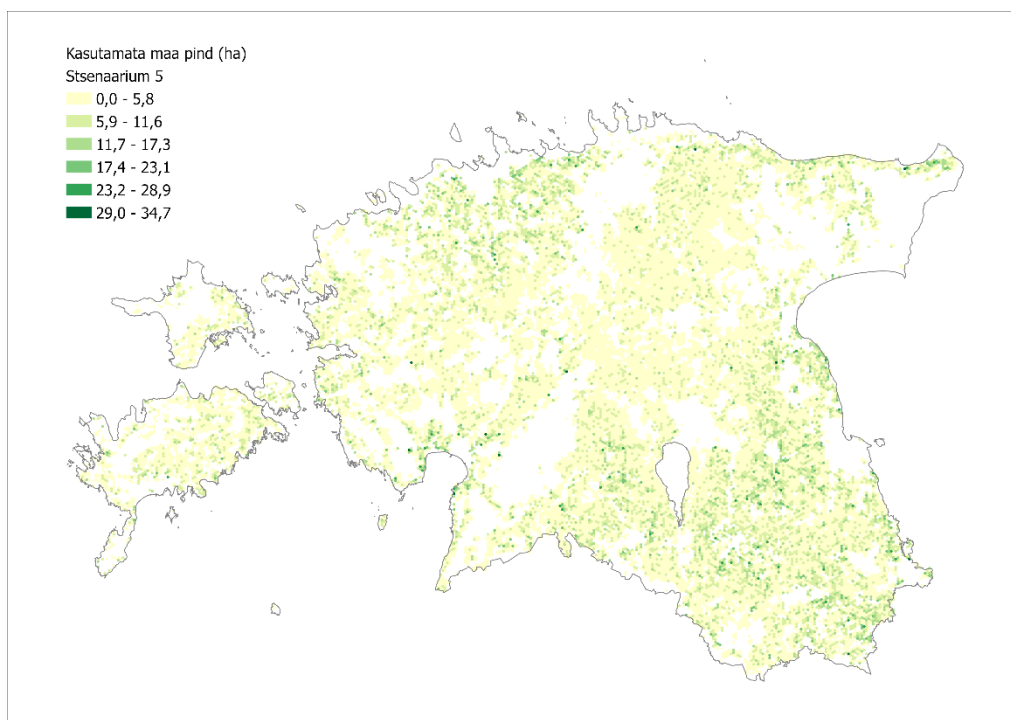 Kasutamata maa pind (ha)
Stsenaarium 5
0,0 - 5,8
5,9 - 11,6
11,7 - 17,3
17,4 - 23,1
23,2 - 28,9
29,0 - 34,7